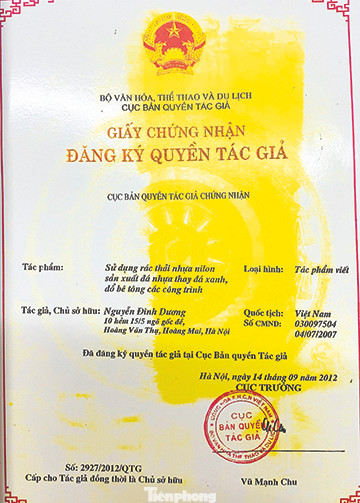 BỘ VĂN HÓA, THỂ THAO VÀ DU LỊCH
CỤC BẢN QUYỀN TÁC GIẢ
GIẤY CHỨNG NHẬN
ĐĂNG KÝ QUYỀN TÁC GIẢ
CỤC BẢN QUYỀN TÁC GIẢ CHỨNG NHẬN
Tác phẩm: Sử dụng rác thải nhựa nilon Loại hình: Tác phẩm viết
sản xuất đá nhựa thay đá xanh,
đổ bê tông các công trình
Tác giả, Chủ sở hữu: Nguyễn Đình Dương Quốc tịch: Việt Nam
10 hẻm 15/5 ngõ gốc đề, Số CMND: 030097504
Hoàng Văn Thụ, Hoàng Mai, Hà Nội 04/07/2007
Đã đăng ký quyền tác giả tại Cục Bản quyền Tác giả
Hà Nội, ngày 14 tháng 09 năm 2012
CỤC TRƯỞNG
CỤC
BẢN QUYỀN
TÁC GIẢ
Số: 2927/2012/QTG
Cấp cho Tác giả đồng thời là Chủ sở hữu Vũ Mạnh Chu
Tiênphong